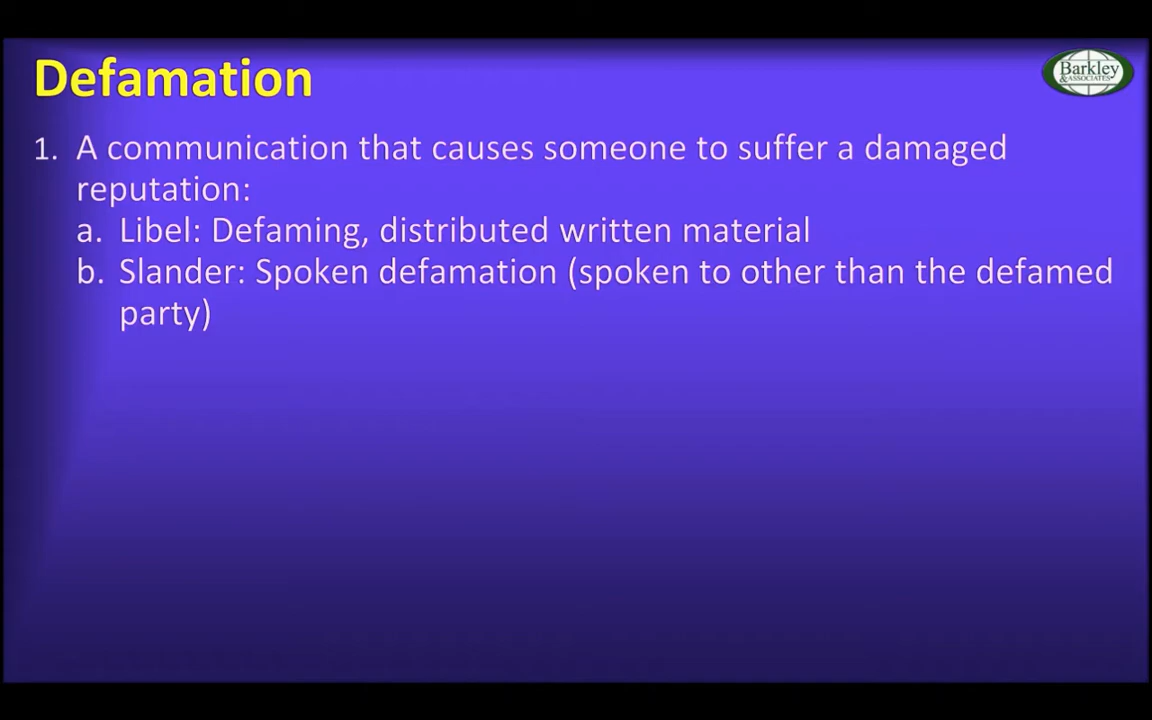 Defamation
Barkley
& ASSOCIATES
1. A communication that causes someone to suffer a damaged
reputation:
a. Libel: Defaming, distributed written material
b. Slander: Spoken defamation (spoken to other than the defamed
party)